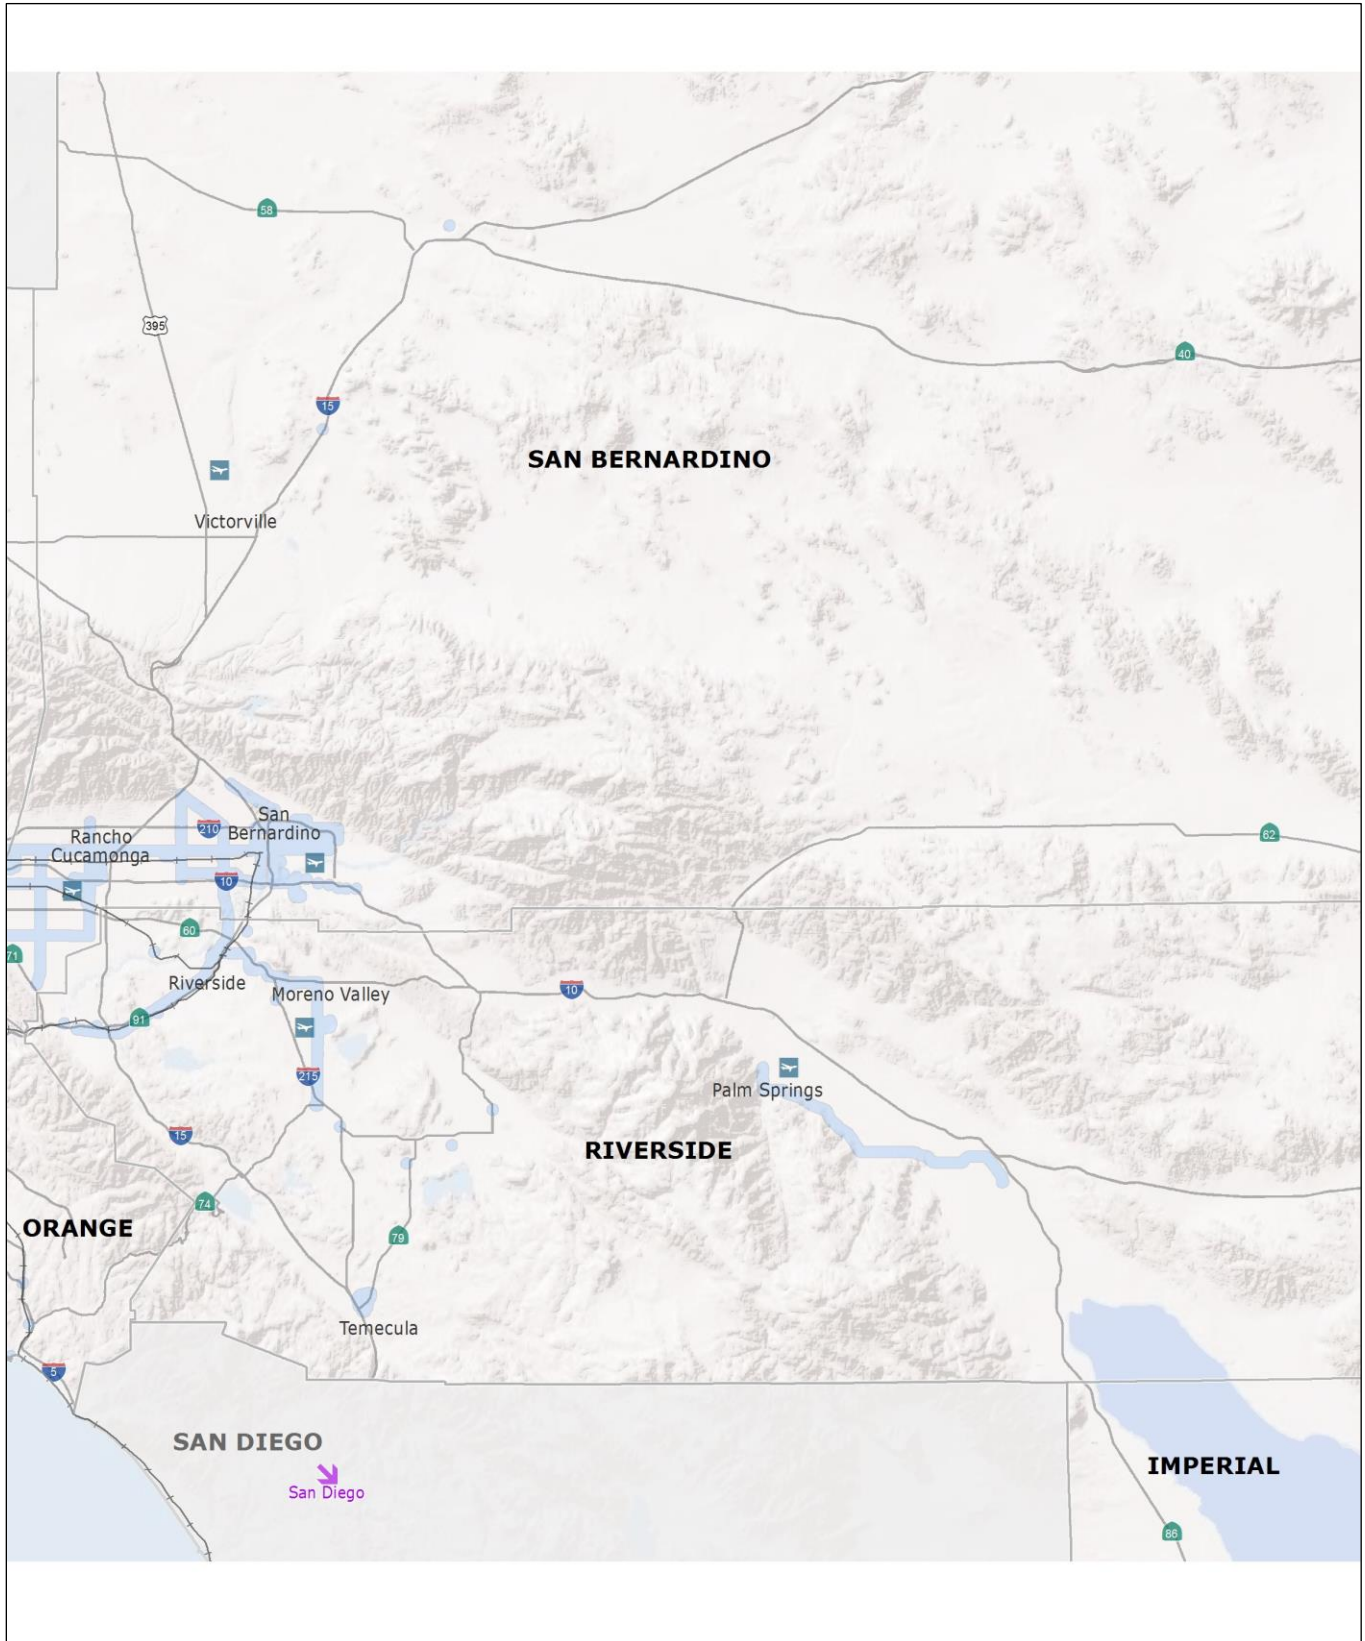 58
395
40
15
SAN BERNARDINO
Victorville
San
Bernardino
210
Rancho
Cucamonga
62
10
60
71
Riverside
Moreno Valley
10
91
215
Palm Springs
15
RIVERSIDE
74
ORANGE
79
Temecula
5
SAN DIEGO
San Diego
IMPERIAL
86